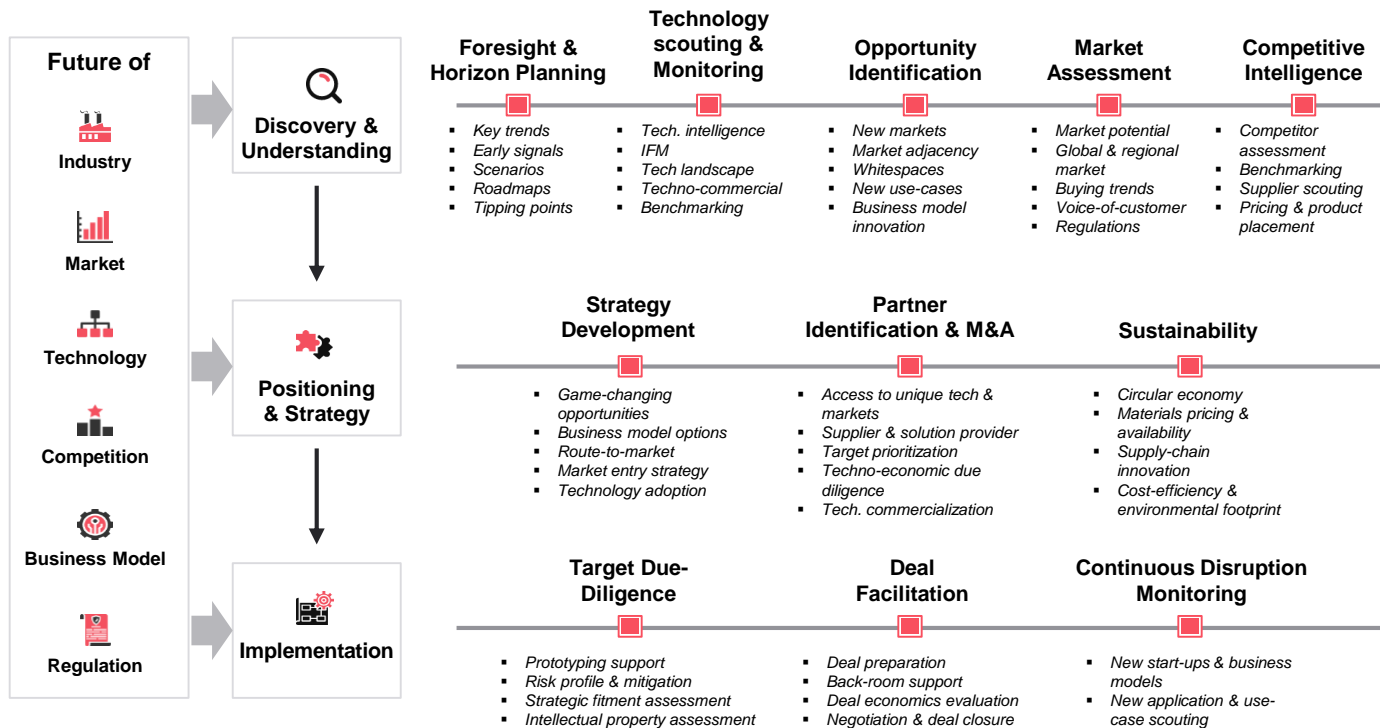 Future of
Industry
Market
Technology
Competition
Business Model
Regulation
Discovery &
Understanding
Positioning
& Strategy
Implementation
Foresight &
Horizon Planning
Key trends
Early signals
Scenarios
Roadmaps
Tipping points
Technology
scouting &
Monitoring
Tech. intelligence
IFM
Tech landscape
Techno-commercial
Benchmarking
Opportunity
Identification
New markets
Market adjacency
Whitespaces
New use-cases
Business model
innovation
Market
Assessment
Market potential
Global & regional
market
Buying trends
Voice-of-customer
Regulations
Competitive
Intelligence
Competitor
assessment
Benchmarking
Supplier scouting
Pricing & product
placement
Strategy
Development
Game-changing
opportunities
Business model options
Route-to-market
Market entry strategy
Technology adoption
Partner
Identification & M&A
Access to unique tech &
markets
Supplier & solution provider
Target prioritization
Techno-economic due
diligence
Tech. commercialization
Sustainability
Circular economy
Materials pricing &
availability
Supply-chain
innovation
Cost-efficiency &
environmental footprint
Target Due-
Diligence
Prototyping support
Risk profile & mitigation
Strategic fitment assessment
Intellectual property assessment
Deal
Facilitation
Deal preparation
Back-room support
Deal economics evaluation
Negotiation & deal closure
Continuous Disruption
Monitoring
New start-ups & business
models
New application & use-
case scouting